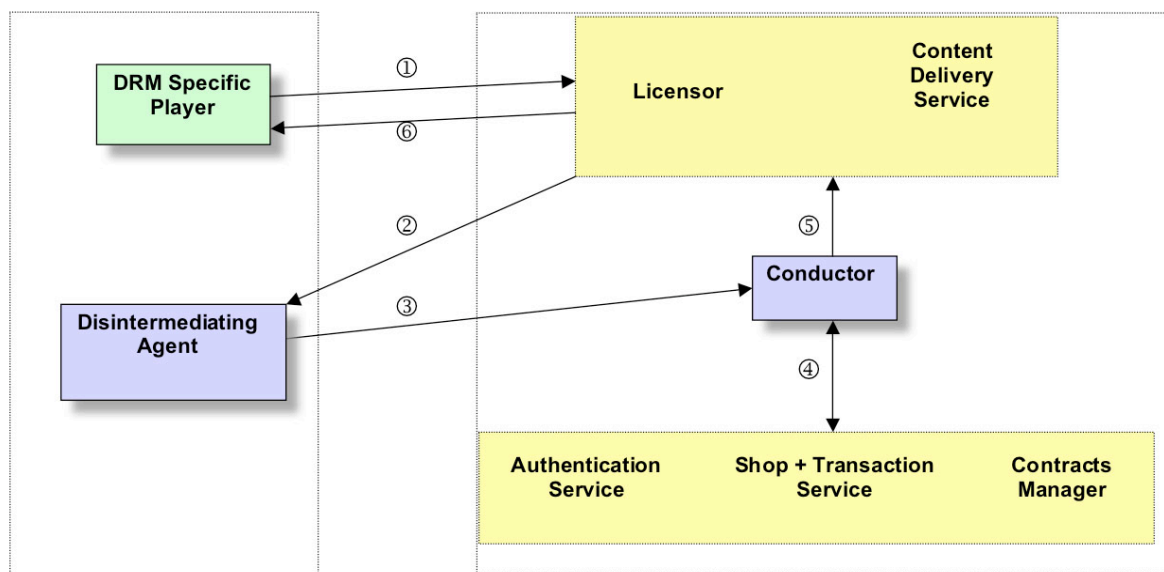 DRM Specific
Player
①
⑥
Licensor
Content
Delivery
Service
②
⑤
Conductor
Disintermediating
Agent
③
④
Authentication
Service
Shop + Transaction
Service
Contracts
Manager